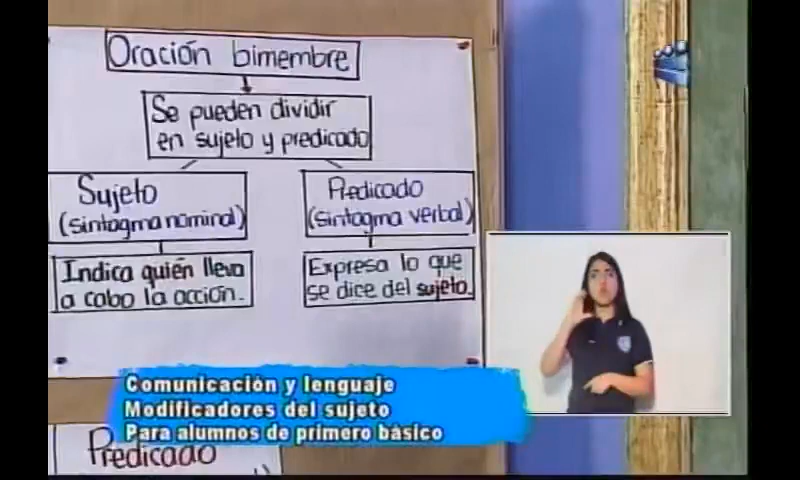 Oración bimembre
Se pueden dividir
en sujeto y predicado
Sujeto
(sintagma nominal)
Predicado
(sintagma verbal)
Indica quién lleva
a cabo la acción.
Expresa lo que
se dice del sujeto.
Comunicación y lenguaje
Modificadores del sujeto
Para alumnos de primero básico
Predicado